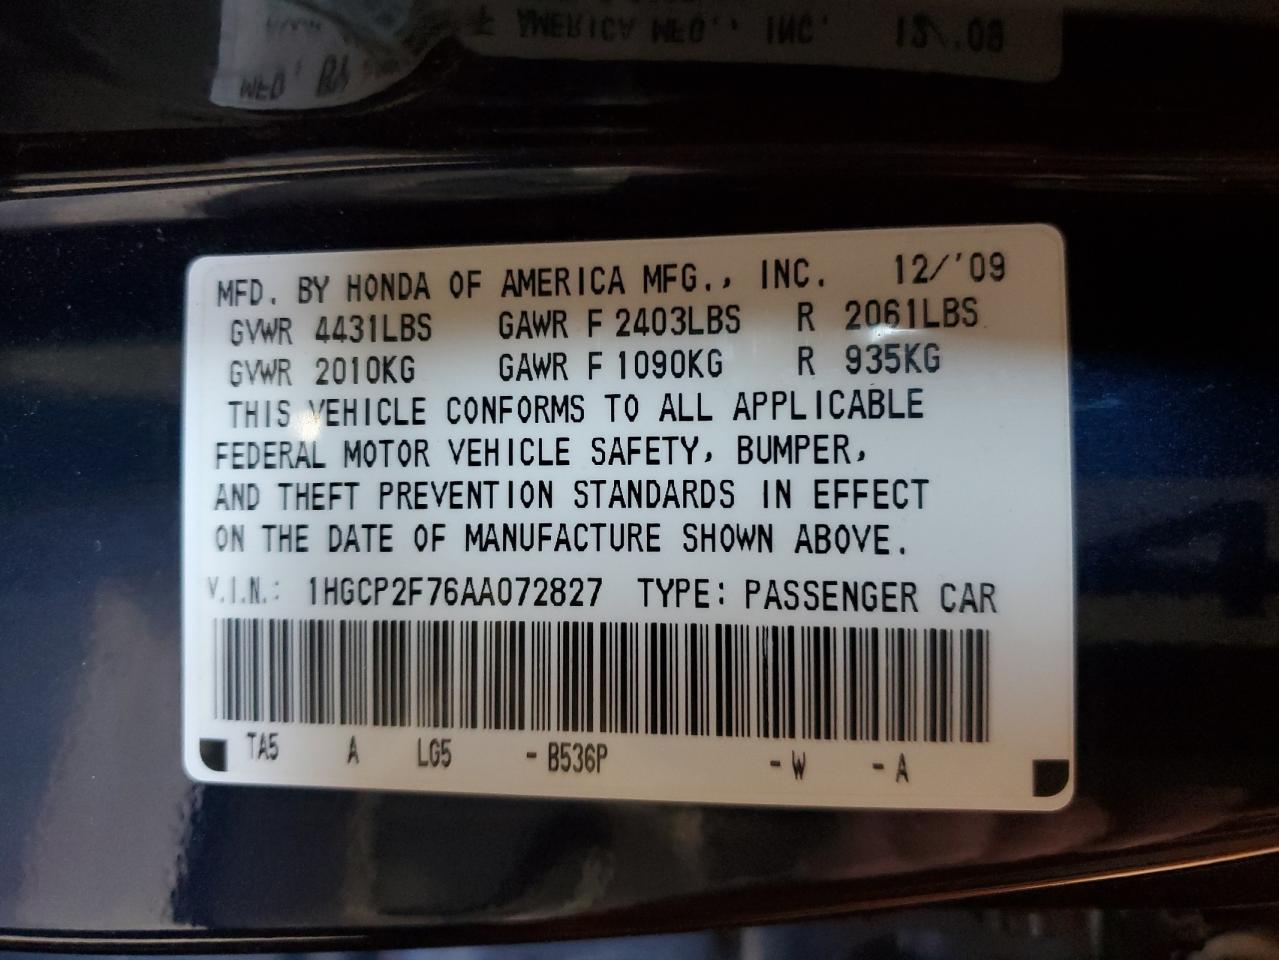 MFD. BY HONDA OF AMERICA MFG., INC. 12/'09
GVWR 4431LBS GAWR F 2403LBS R 2061LBS
GVWR 2010KG GAWR F 1090KG R 935KG
THIS VEHICLE CONFORMS TO ALL APPLICABLE
FEDERAL MOTOR VEHICLE SAFETY, BUMPER,
AND THEFT PREVENTION STANDARDS IN EFFECT
ON THE DATE OF MANUFACTURE SHOWN ABOVE.
V.I.N.: 1HGCP2F76AA072827 TYPE: PASSENGER CAR
TA5 A LG5 - B536P - W - A